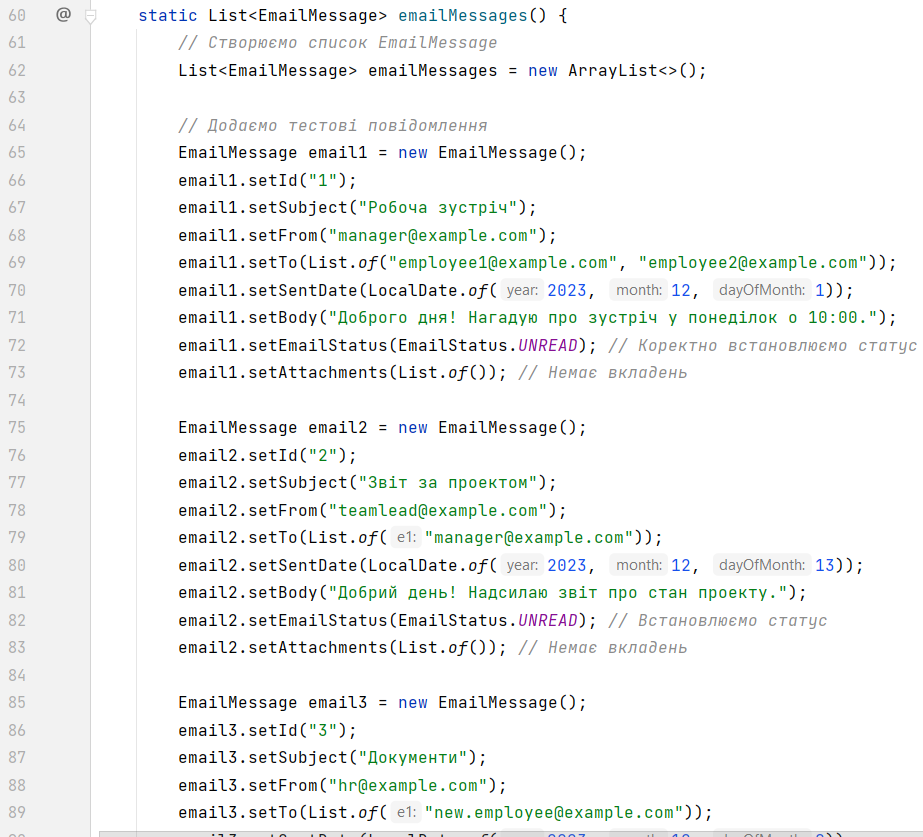 60 @ static List<EmailMessage> emailMessages() {
61 // Створюємо список EmailMessage
62 List<EmailMessage> emailMessages = new ArrayList<>();
63
64 // Додаємо тестові повідомлення
65 EmailMessage email1 = new EmailMessage();
66 email1.setId("1");
67 email1.setSubject("Робоча зустріч");
68 email1.setFrom("manager@example.com");
69 email1.setTo(List.of("employee1@example.com", "employee2@example.com"));
70 email1.setSentDate(LocalDate.of( year: 2023, month: 12, dayOfMonth: 1));
71 email1.setBody("Доброго дня! Нагадую про зустріч у понеділок о 10:00.");
72 email1.setEmailStatus(EmailStatus.UNREAD); // Коректно встановлюємо статус
73 email1.setAttachments(List.of()); // Немає вкладень
74
75 EmailMessage email2 = new EmailMessage();
76 email2.setId("2");
77 email2.setSubject("Звіт за проектом");
78 email2.setFrom("teamlead@example.com");
79 email2.setTo(List.of( e1: "manager@example.com"));
80 email2.setSentDate(LocalDate.of( year: 2023, month: 12, dayOfMonth: 13));
81 email2.setBody("Добрий день! Надсилаю звіт про стан проекту.");
82 email2.setEmailStatus(EmailStatus.UNREAD); // Встановлюємо статус
83 email2.setAttachments(List.of()); // Немає вкладень
84
85 EmailMessage email3 = new EmailMessage();
86 email3.setId("3");
87 email3.setSubject("Документи");
88 email3.setFrom("hr@example.com");
89 email3.setTo(List.of( e1: "new.employee@example.com"));